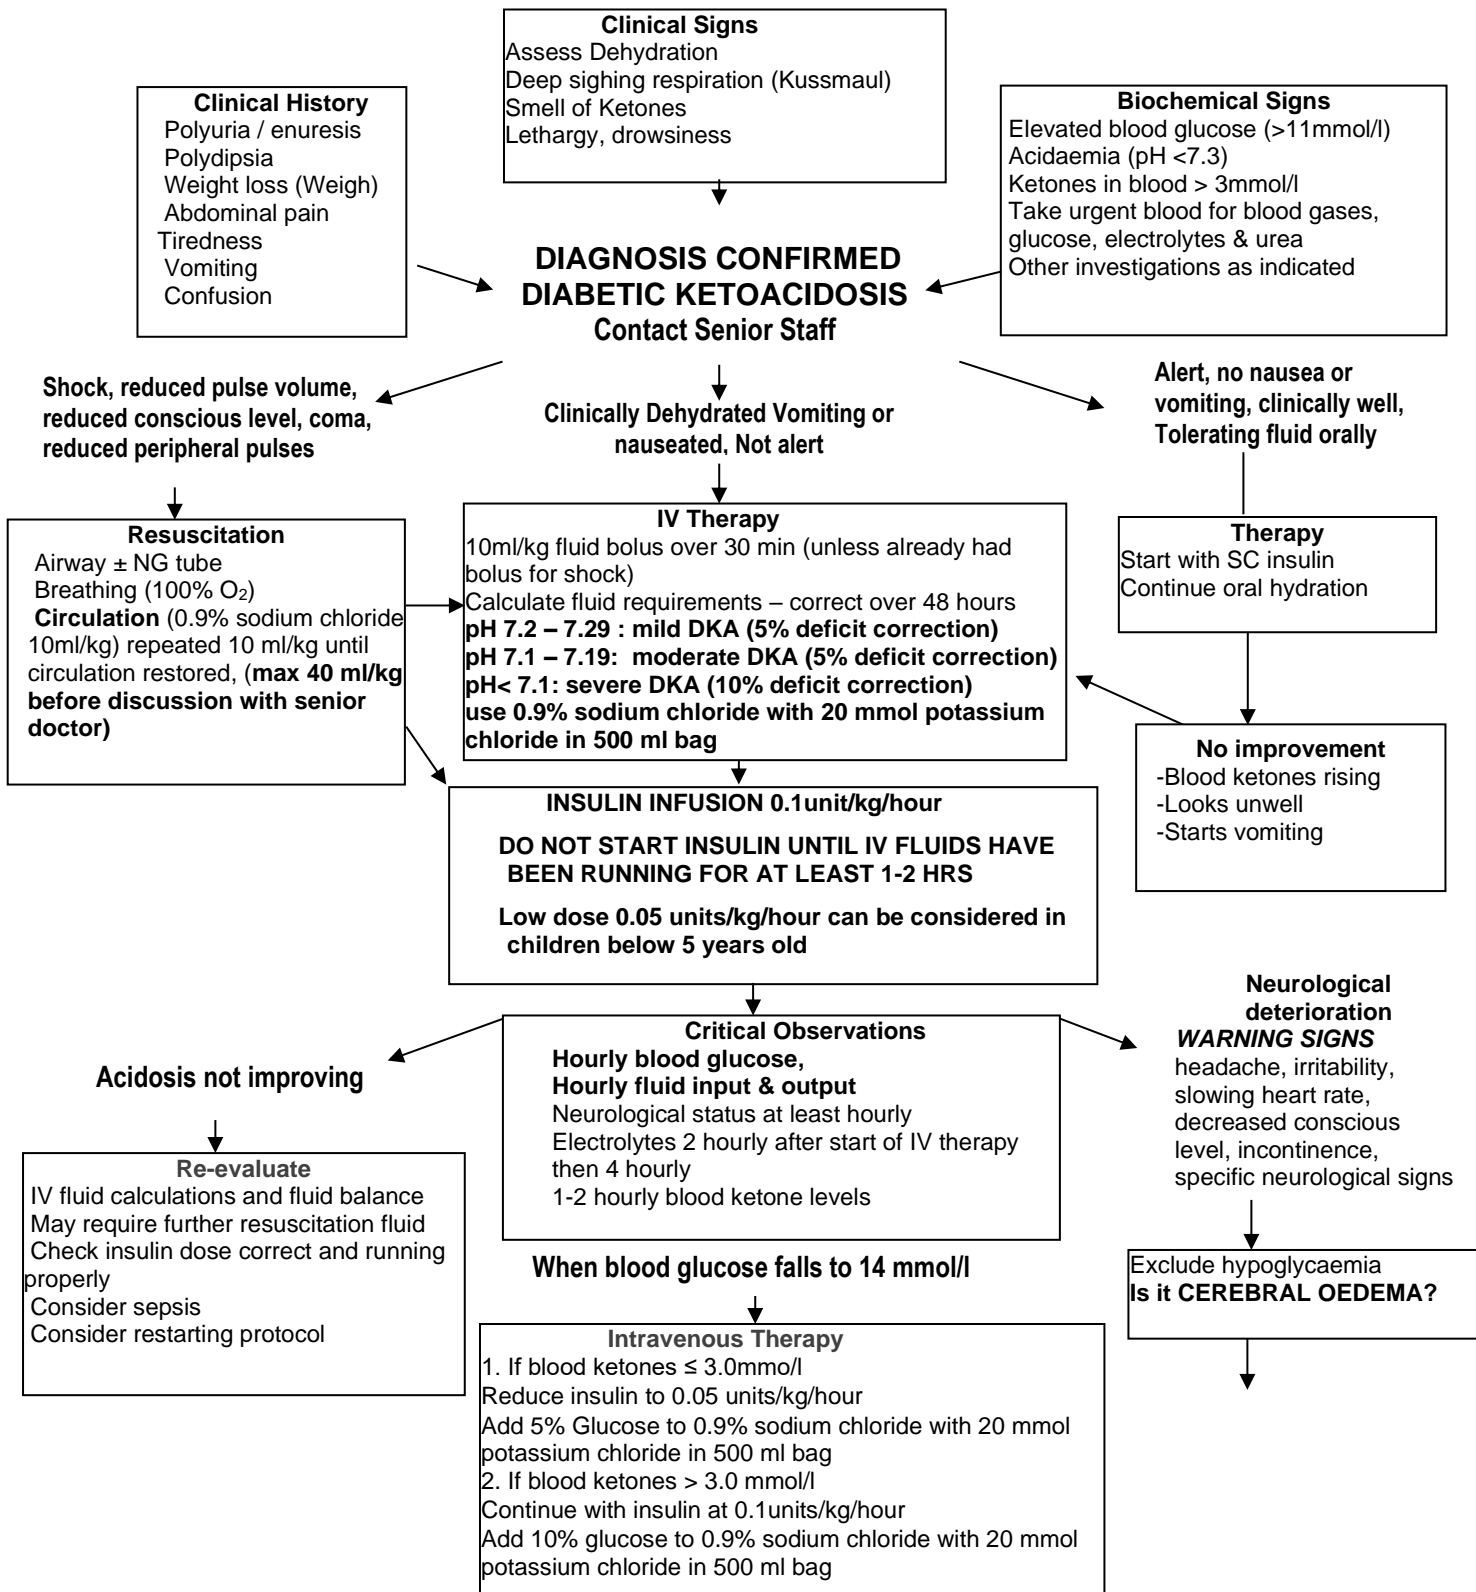 Clinical Signs
Assess Dehydration
Deep sighing respiration (Kussmaul)
Smell of Ketones
Lethargy, drowsiness
Clinical History
Polyuria / enuresis
Polydipsia
Weight loss (Weigh)
Abdominal pain
Tiredness
Vomiting
Confusion
Biochemical Signs
Elevated blood glucose (>11mmol/l)
Acidaemia (pH <7.3)
Ketones in blood > 3mmol/l
Take urgent blood for blood gases,
glucose, electrolytes & urea
Other investigations as indicated
DIAGNOSIS CONFIRMED
DIABETIC KETOACIDOSIS
Contact Senior Staff
Shock, reduced pulse volume,
reduced conscious level, coma,
reduced peripheral pulses
Clinically Dehydrated Vomiting or
nauseated, Not alert
Alert, no nausea or
vomiting, clinically well,
Tolerating fluid orally
Resuscitation
Airway ± NG tube
Breathing (100% O₂)
Circulation (0.9% sodium chloride
10ml/kg) repeated 10 ml/kg until
circulation restored, (max 40 ml/kg
before discussion with senior
doctor)
IV Therapy
10ml/kg fluid bolus over 30 min (unless already had
bolus for shock)
Calculate fluid requirements – correct over 48 hours
pH 7.2 – 7.29 : mild DKA (5% deficit correction)
pH 7.1 – 7.19: moderate DKA (5% deficit correction)
pH< 7.1: severe DKA (10% deficit correction)
use 0.9% sodium chloride with 20 mmol potassium
chloride in 500 ml bag
Therapy
Start with SC insulin
Continue oral hydration
No improvement
-Blood ketones rising
-Looks unwell
-Starts vomiting
INSULIN INFUSION 0.1unit/kg/hour
DO NOT START INSULIN UNTIL IV FLUIDS HAVE
BEEN RUNNING FOR AT LEAST 1-2 HRS
Low dose 0.05 units/kg/hour can be considered in
children below 5 years old
Critical Observations
Hourly blood glucose,
Hourly fluid input & output
Neurological status at least hourly
Electrolytes 2 hourly after start of IV therapy
then 4 hourly
1-2 hourly blood ketone levels
Neurological
deterioration
WARNING SIGNS
headache, irritability,
slowing heart rate,
decreased conscious
level, incontinence,
specific neurological signs
Acidosis not improving
Re-evaluate
IV fluid calculations and fluid balance
May require further resuscitation fluid
Check insulin dose correct and running
properly
Consider sepsis
Consider restarting protocol
When blood glucose falls to 14 mmol/l
Exclude hypoglycaemia
Is it CEREBRAL OEDEMA?
Intravenous Therapy
1. If blood ketones ≤ 3.0mmo/l
Reduce insulin to 0.05 units/kg/hour
Add 5% Glucose to 0.9% sodium chloride with 20 mmol
potassium chloride in 500 ml bag
2. If blood ketones > 3.0 mmol/l
Continue with insulin at 0.1units/kg/hour
Add 10% glucose to 0.9% sodium chloride with 20 mmol
potassium chloride in 500 ml bag